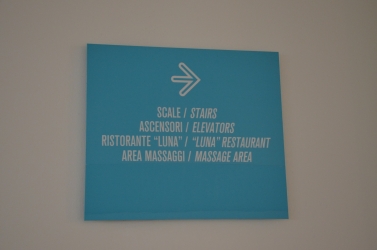 SCALE / STAIRS
ASCENSORI / ELEVATORS
RISTORANTE "LUNA" / "LUNA" RESTAURANT
AREA MASSAGGI / MASSAGE AREA